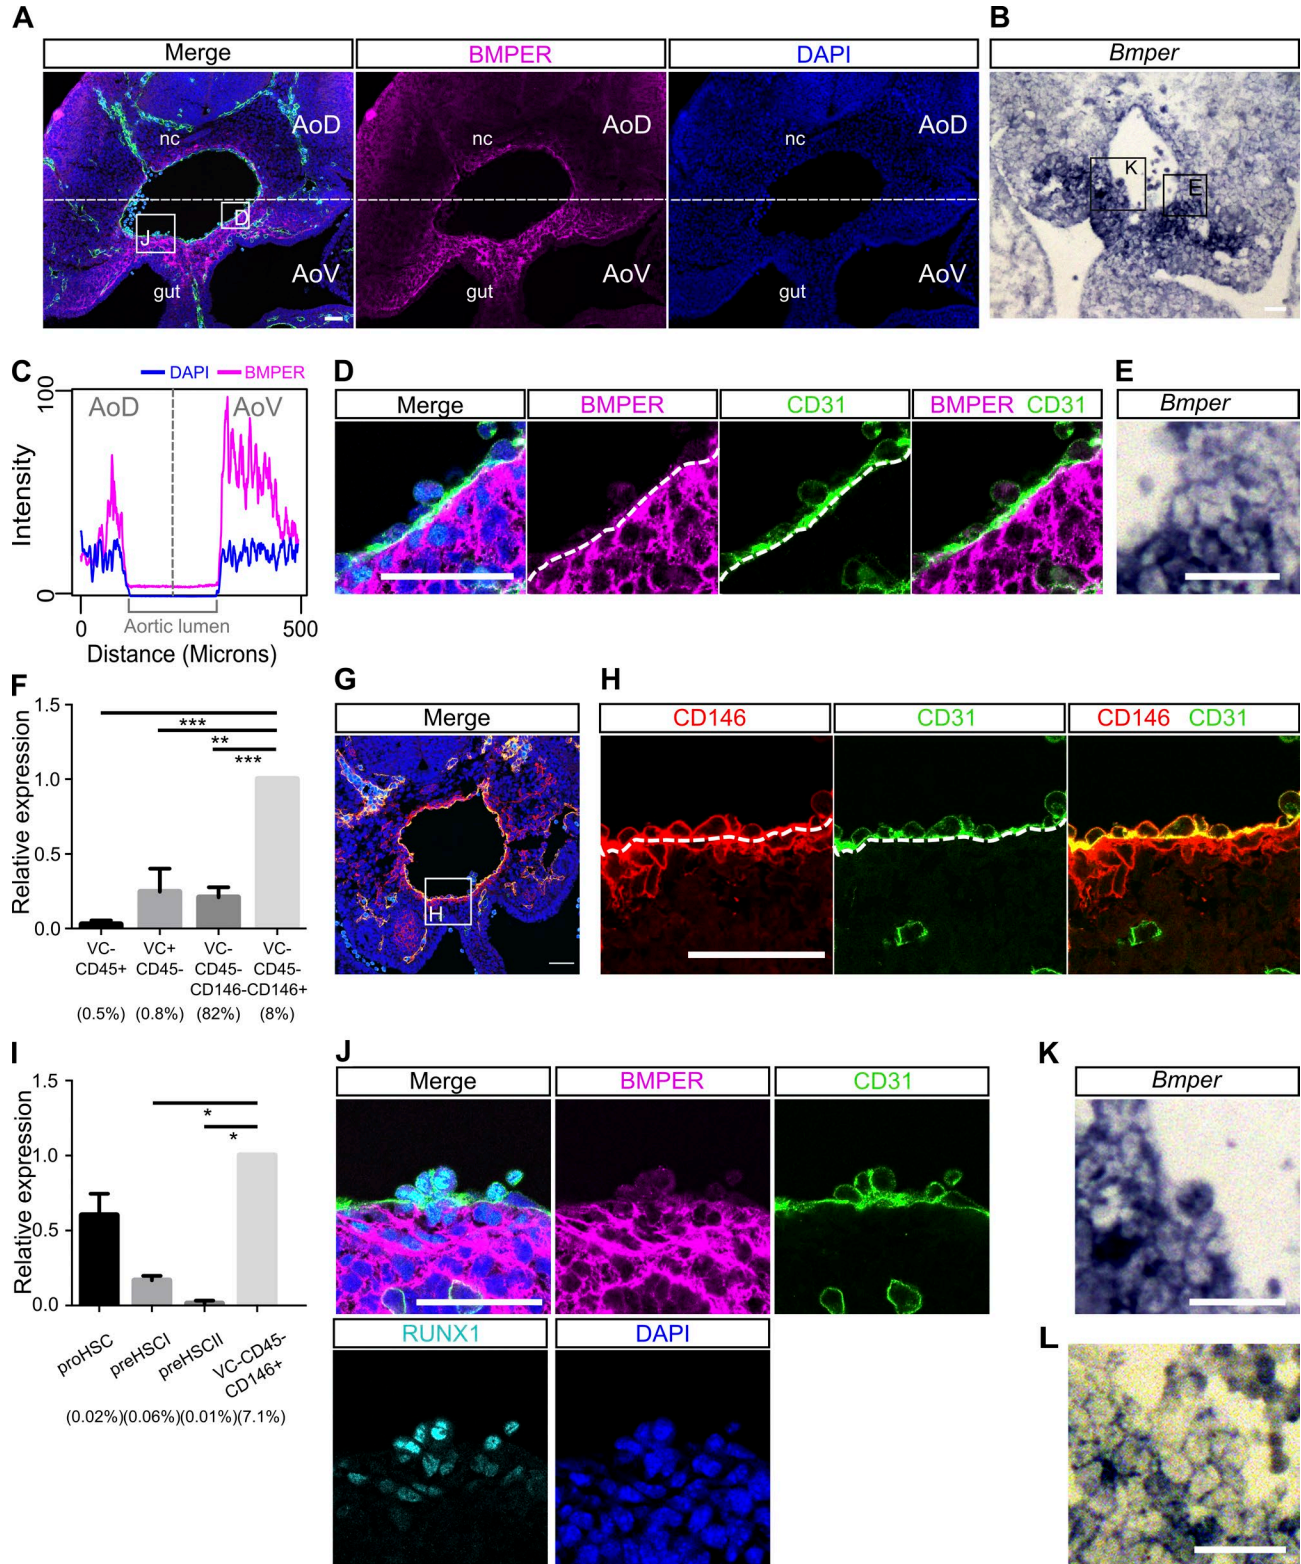 A
B
Merge
BMPER
DAPI
Bmper
nc
AoD
nc
AoD
nc
AoD
D
J
K
E
gut
AoV
gut
AoV
gut
AoV
C
DAPI
BMPER
100
AoD
AoV
Intensity
0
0
Aortic lumen
500
Distance (Microns)
D
Merge
BMPER
CD31
BMPER CD31
E
Bmper
F
Relative expression
1.5
1.0
0.5
0.0
***
**
***
VC-
CD45+
VC+
CD45-
VC-
CD45-
CD146-
VC-
CD45-
CD146+
(0.5%)
(0.8%)
(82%)
(8%)
G
Merge
H
H
CD146
CD31
CD146 CD31
I
Relative expression
1.5
1.0
0.5
0.0
*
*
proHSC
preHSCI
preHSCII
VC-CD45-
CD146+
(0.02%)(0.06%)(0.01%)(7.1%)
J
Merge
BMPER
CD31
RUNX1
DAPI
K
Bmper
L